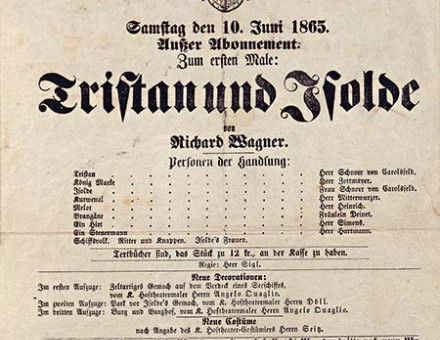 Samſtag den 10. Juni 1865.
Außer Abonnement.
Zum erſten Male:
Triſtan und Iſolde
von
Richard Wagner.
Perſonen der Handlung:
Triſtan . . . . . . . . . . Herr Schnorr von Carolsfeld.
König Marke . . . . . . . . . . Herr Zottmayer.
Iſolde . . . . . . . . . . Frau Schnorr von Carolsfeld.
Kurwenal . . . . . . . . . . Herr Mitterwurzer.
Melot . . . . . . . . . . Herr Heinrich.
Brangäne . . . . . . . . . . Fräulein Deinet.
Ein Hirt . . . . . . . . . . Herr Simons.
Ein Steuermann . . . . . . . . . . Herr Hartmann.
Schiffsvolk. Ritter und Knappen. Iſolde's Frauen.
Textbücher ſind, das Stück zu 12 kr., an der Kaſſe zu haben.
Regie: Herr Sigl.
Neue Decorationen:
Im erſten Aufzuge: Zeltartiges Gemach auf dem Verdeck eines Seeſchiffes,
vom K. Hoftheatermaler Herrn Angelo Quaglio.
Im zweiten Aufzuge: Park vor Iſolde's Gemach, vom K. Hoftheatermaler Herrn Döll.
Im dritten Aufzuge: Burg und Burghof, vom K. Hoftheatermaler Herrn Angelo Quaglio.
Neue Coſtüme
nach Angabe des K. Hoftheater-Coſtümiers Herrn Seitz.